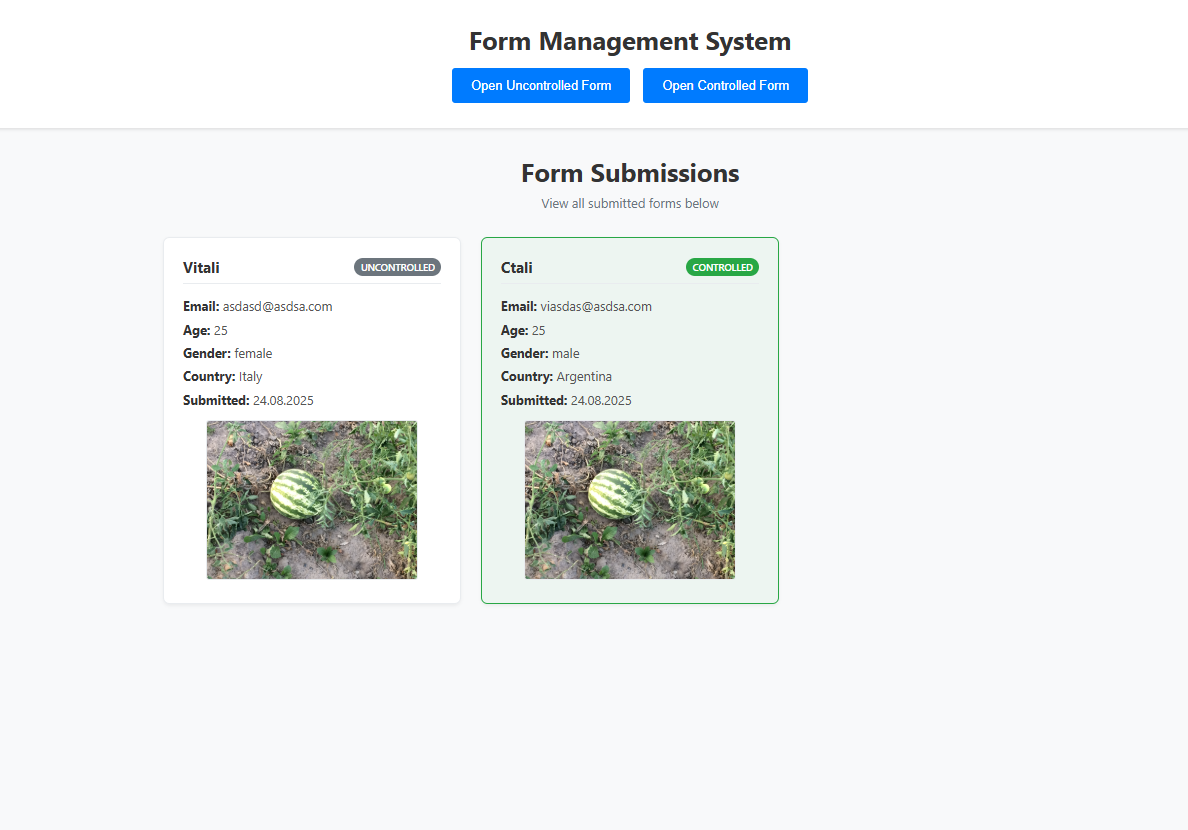 Form Management System
Open Uncontrolled Form Open Controlled Form
Form Submissions
View all submitted forms below
Vitali UNCONTROLLED
Email: asdasd@asdsa.com
Age: 25
Gender: female
Country: Italy
Submitted: 24.08.2025
Ctali CONTROLLED
Email: viasdas@asdsa.com
Age: 25
Gender: male
Country: Argentina
Submitted: 24.08.2025